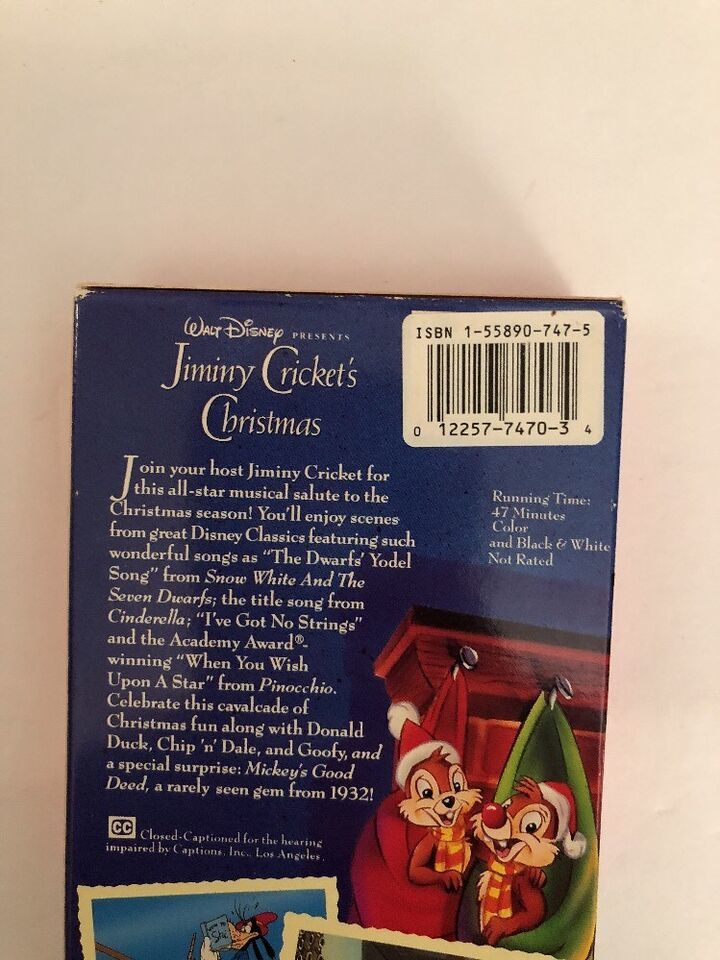 WALT DISNEY PRESENTS
Jiminy Cricket's
Christmas
ISBN 1-55890-747-5
0 12257-7470-3 4
Join your host Jiminy Cricket for
this all-star musical salute to the
Christmas season! You'll enjoy scenes
from great Disney Classics featuring such
wonderful songs as "The Dwarfs' Yodel
Song" from Snow White And The
Seven Dwarfs; the title song from
Cinderella; "I've Got No Strings"
and the Academy Award®-
winning "When You Wish
Upon A Star" from Pinocchio.
Celebrate this cavalcade of
Christmas fun along with Donald
Duck, Chip 'n' Dale, and Goofy, and
a special surprise: Mickey's Good
Deed, a rarely seen gem from 1932!
Running Time:
47 Minutes
Color
and Black & White
Not Rated
CC Closed-Captioned for the hearing
impaired by Captions, Inc., Los Angeles.